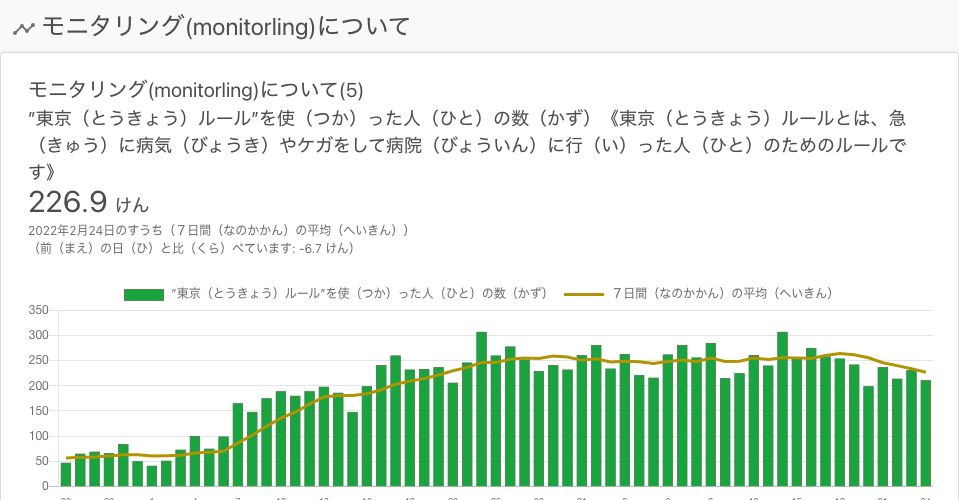 モニタリング(monitorling)について
モニタリング(monitorling)について(5)
”東京（とうきょう）ルール”を使（つか）った人（ひと）の数（かず）《東京（とうきょう）ルールとは、急
（きゅう）に病気（びょうき）やケガをして病院（びょういん）に行（い）った人（ひと）のためのルールで
す》
226.9 けん
2022年2月24日のすうち（７日間（なのかかん）の平均（へいきん））
（前（まえ）の日（ひ）と比（くら）べています: -6.7 けん）
”東京（とうきょう）ルール”を使（つか）った人（ひと）の数（かず） ７日間（なのかかん）の平均（へいきん）
350
300
250
200
150
100
50
0